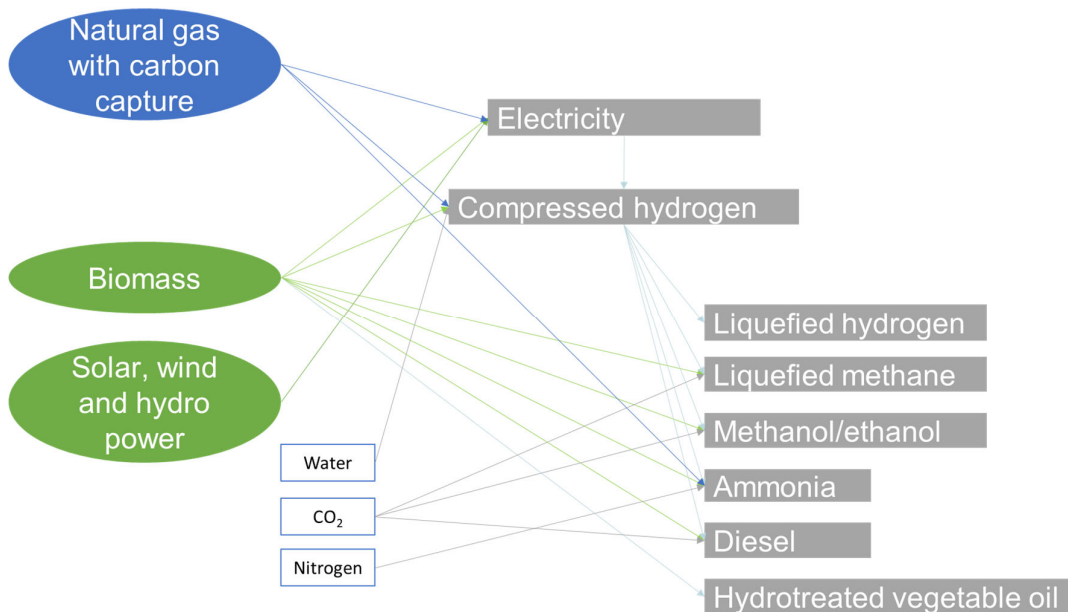 Natural gas
with carbon
capture
Electricity
Compressed hydrogen
Biomass
Liquefied hydrogen
Solar, wind
and hydro
power
Liquefied methane
Methanol/ethanol
Water
Ammonia
CO₂
Diesel
Nitrogen
Hydrotreated vegetable oil